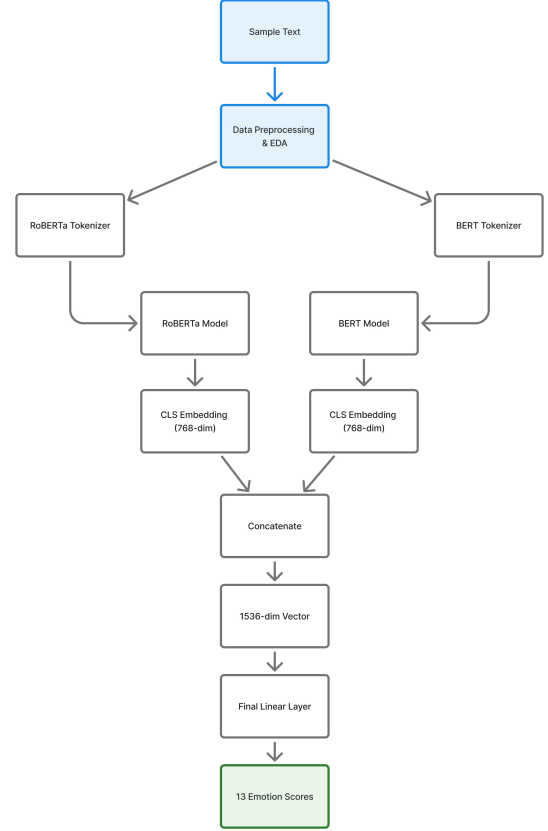 Sample Text
Data Preprocessing
& EDA
RoBERTa Tokenizer
BERT Tokenizer
RoBERTa Model
BERT Model
CLS Embedding
(768-dim)
CLS Embedding
(768-dim)
Concatenate
1536-dim Vector
Final Linear Layer
13 Emotion Scores